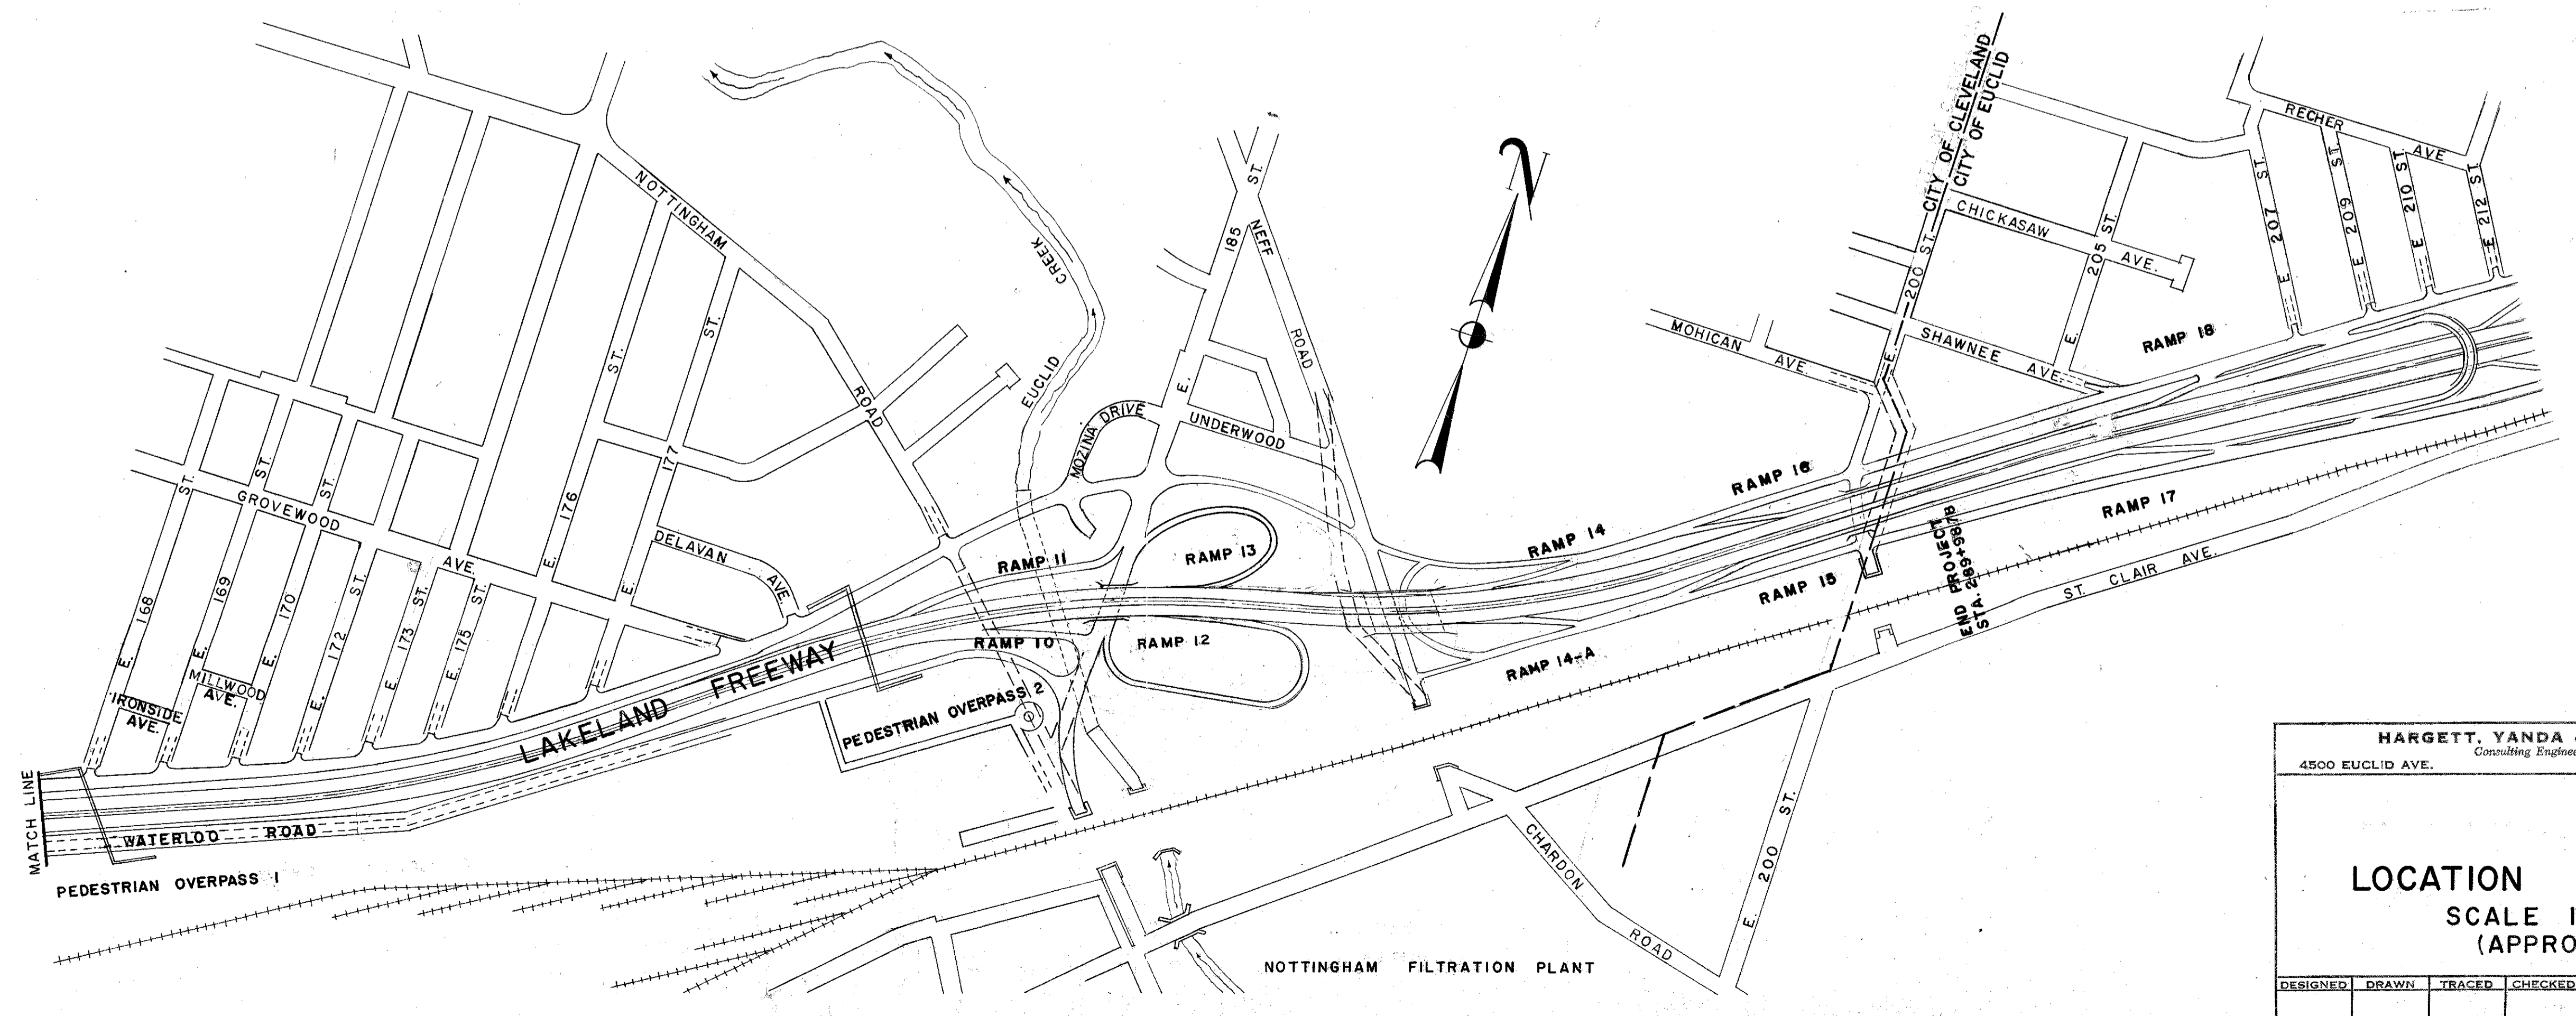 CITY OF CLEVELAND
CITY OF EUCLID
RECHER AVE
NOTTINGHAM ROAD
CREEK
EUCLID
E. 185 ST.
NEFF ROAD
E. 200 ST.
CHICKASAW AVE.
E. 205 ST.
E 207 ST.
E 209 ST.
E 210 ST.
E 212 ST.
MOHICAN AVE.
SHAWNEE AVE.
RAMP 18
MOZINA DRIVE
UNDERWOOD
E. 168 ST.
E. 169 ST.
E. 170 ST.
E. 172 ST.
E 173 ST.
E. 175 ST.
E. 176 ST.
E. 177 ST.
GROVEWOOD AVE.
DELAVAN AVE.
RAMP 16
RAMP 11
RAMP 13
RAMP 14
RAMP 17
RAMP 15
END PROJECT
STA. 289+98.78
ST. CLAIR AVE.
RAMP 10
RAMP 12
RAMP 14-A
IRONSIDE
AVE.
MILLWOOD
AVE.
LAKELAND FREEWAY
PEDESTRIAN OVERPASS 2
MATCH LINE
WATERLOO ROAD
PEDESTRIAN OVERPASS 1
CHARDON ROAD
E. 200 ST.
NOTTINGHAM FILTRATION PLANT
HARGETT, YANDA
Consulting
4500 EUCLID AVE.
LOCATION
SCALE 1
DESIGNED DRAWN TRACED CHECKED